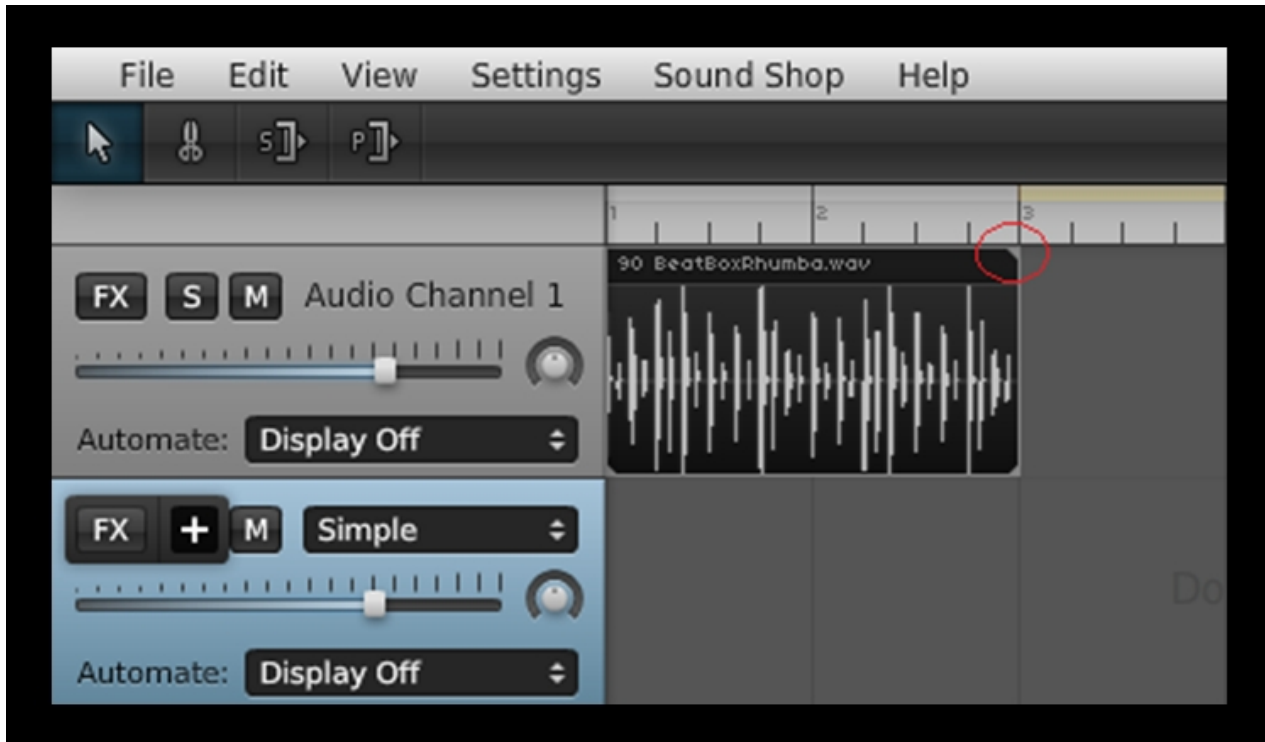 File Edit View Settings Sound Shop Help
S P
1 2 3
90 BeatBoxRhumba.wav
FX S M Audio Channel 1
Automate: Display Off
FX + M Simple
Do
Automate: Display Off